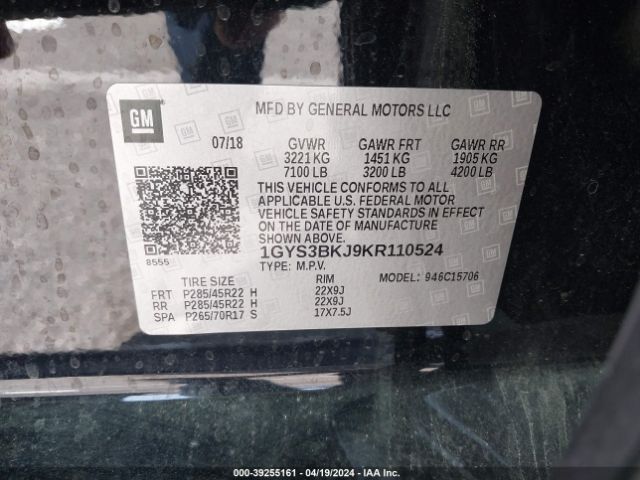 GM
MFD BY GENERAL MOTORS LLC
07/18 GVWR GAWR FRT GAWR RR
3221 KG 1451 KG 1905 KG
7100 LB 3200 LB 4200 LB
THIS VEHICLE CONFORMS TO ALL
APPLICABLE U.S. FEDERAL MOTOR
VEHICLE SAFETY STANDARDS IN EFFECT
ON THE DATE OF MANUFACTURE
SHOWN ABOVE.
8555
1GYS3BKJ9KR110524
TYPE: M.P.V. MODEL: 946C15706
TIRE SIZE RIM
FRT P285/45R22 H 22X9J
RR P285/45R22 H 22X9J
SPA P265/70R17 S 17X7.5J
000-39255161 - 04/19/2024 - IAA Inc.